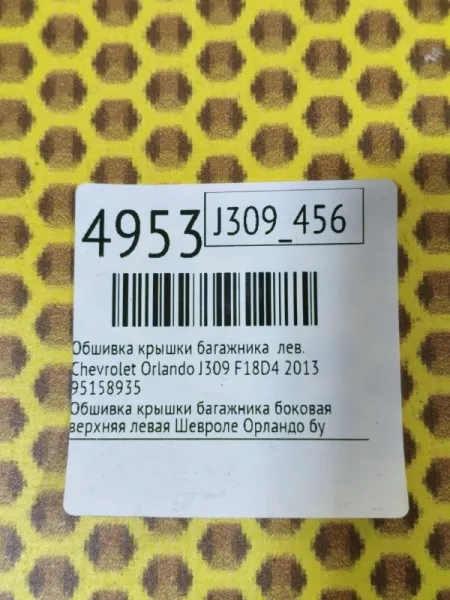 4953 J309_456
Обшивка крышки багажника лев.
Chevrolet Orlando J309 F18D4 2013
95158935
Обшивка крышки багажника боковая
верхняя левая Шевроле Орландо бу